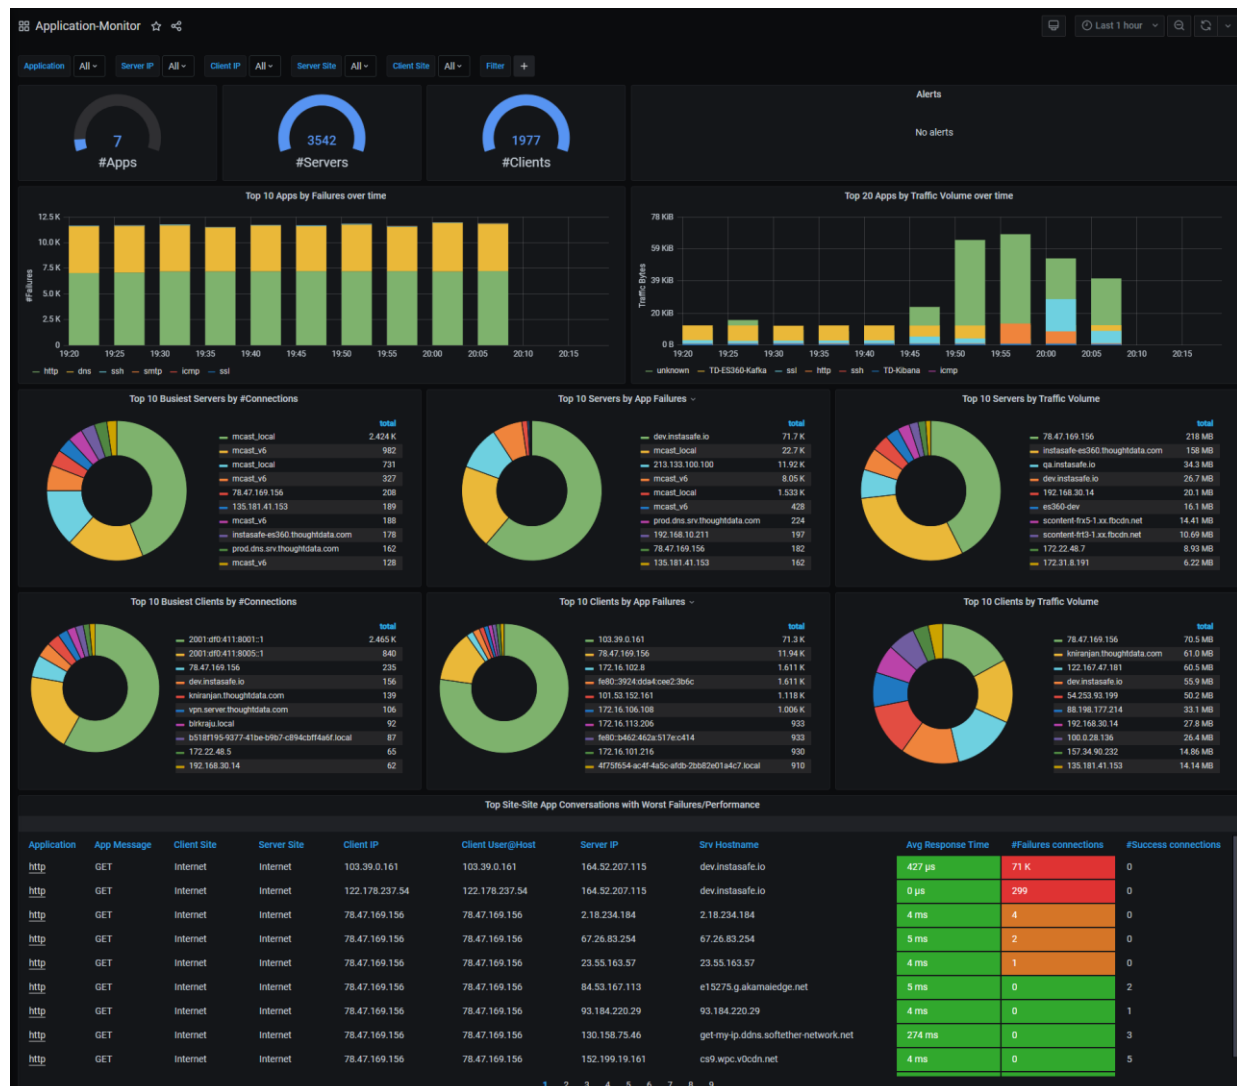 Application-Monitor
Last 1 hour
Application All Server IP All Client IP All Server Site All Client Site All Filter +
7
#Apps
3542
#Servers
1977
#Clients
Alerts
No alerts
Top 10 Apps by Failures over time
12.5 K
10.0 K
7.5 K
5.0 K
2.5 K
0
#Failures
19:20 19:25 19:30 19:35 19:40 19:45 19:50 19:55 20:00 20:05 20:10 20:15
http dns ssh smtp icmp ssl
Top 20 Apps by Traffic Volume over time
78 KiB
59 KiB
39 KiB
20 KiB
0 B
Traffic Bytes
19:20 19:25 19:30 19:35 19:40 19:45 19:50 19:55 20:00 20:05 20:10 20:15
unknown TD-ES360-Kafka ssl http ssh TD-Kibana icmp
Top 10 Busiest Servers by #Connections
total
mcast_local 2.424 K
mcast_v6 982
mcast_local 731
mcast_v6 327
78.47.169.156 208
135.181.41.153 189
mcast_v6 188
instasafe-es360.thoughtdata.com 178
prod.dns.srv.thoughtdata.com 162
mcast_v6 128
Top 10 Servers by App Failures
total
dev.instasafe.io 71.7 K
mcast_local 22.7 K
213.133.100.100 11.92 K
mcast_v6 8.05 K
mcast_local 1.533 K
mcast_v6 428
prod.dns.srv.thoughtdata.com 224
192.168.10.211 197
78.47.169.156 182
135.181.41.153 162
Top 10 Servers by Traffic Volume
total
78.47.169.156 218 MB
instasafe-es360.thoughtdata.com 158 MB
qa.instasafe.io 34.3 MB
dev.instasafe.io 26.7 MB
192.168.30.14 20.1 MB
es360-dev 16.1 MB
scontent-frx5-1.xx.fbcdn.net 14.41 MB
scontent-frt3-1.xx.fbcdn.net 10.69 MB
172.22.48.7 8.93 MB
172.31.8.191 6.22 MB
Top 10 Busiest Clients by #Connections
total
2001:df0:411:8001::1 2.465 K
2001:df0:411:8005::1 840
78.47.169.156 235
dev.instasafe.io 156
kniranjan.thoughtdata.com 139
vpn.server.thoughtdata.com 106
birkraju.local 92
b518f195-9377-41be-b9b7-c894cbff4a6f.local 87
172.22.48.5 65
192.168.30.14 62
Top 10 Clients by App Failures
total
103.39.0.161 71.3 K
78.47.169.156 11.94 K
172.16.102.8 1.611 K
fe80::3924:dda4:cee2:3b6c 1.611 K
101.53.152.161 1.118 K
172.16.106.108 1.006 K
172.16.113.206 933
fe80::b462:462a:517e:c414 933
172.16.101.216 930
4f75f654-ac4f-4a5c-afdb-2bb82e01a4c7.local 910
Top 10 Clients by Traffic Volume
total
78.47.169.156 70.5 MB
kniranjan.thoughtdata.com 61.0 MB
122.167.47.181 60.5 MB
dev.instasafe.io 55.9 MB
54.253.93.199 50.2 MB
88.198.177.214 33.1 MB
192.168.30.14 27.8 MB
100.0.28.136 26.4 MB
157.34.90.232 14.86 MB
135.181.41.153 14.14 MB
Top Site-Site App Conversations with Worst Failures/Performance
Application App Message Client Site Server Site Client IP Client User@Host Server IP Srv Hostname Avg Response Time #Failures connections #Success connections
http GET Internet Internet 103.39.0.161 103.39.0.161 164.52.207.115 dev.instasafe.io 427 µs 71 K 0
http GET Internet Internet 122.178.237.54 122.178.237.54 164.52.207.115 dev.instasafe.io 0 µs 299 0
http GET Internet Internet 78.47.169.156 78.47.169.156 2.18.234.184 2.18.234.184 4 ms 4 0
http GET Internet Internet 78.47.169.156 78.47.169.156 67.26.83.254 67.26.83.254 5 ms 2 0
http GET Internet Internet 78.47.169.156 78.47.169.156 23.55.163.57 23.55.163.57 4 ms 1 0
http GET Internet Internet 78.47.169.156 78.47.169.156 84.53.167.113 e15275.g.akamaiedge.net 5 ms 0 2
http GET Internet Internet 78.47.169.156 78.47.169.156 93.184.220.29 93.184.220.29 4 ms 0 1
http GET Internet Internet 78.47.169.156 78.47.169.156 130.158.75.46 get-my-ip.ddns.softether-network.net 274 ms 0 3
http GET Internet Internet 78.47.169.156 78.47.169.156 152.199.19.161 cs9.wpc.v0cdn.net 4 ms 0 5
1 2 3 4 5 6 7 8 9